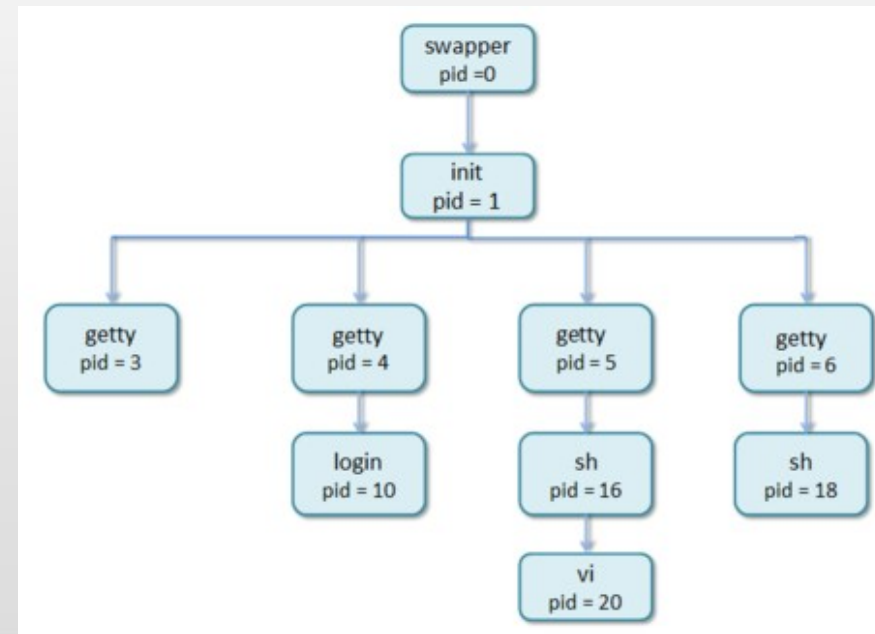 swapper
pid =0
init
pid = 1
getty
pid = 3
getty
pid = 4
getty
pid = 5
getty
pid = 6
login
pid = 10
sh
pid = 16
sh
pid = 18
vi
pid = 20